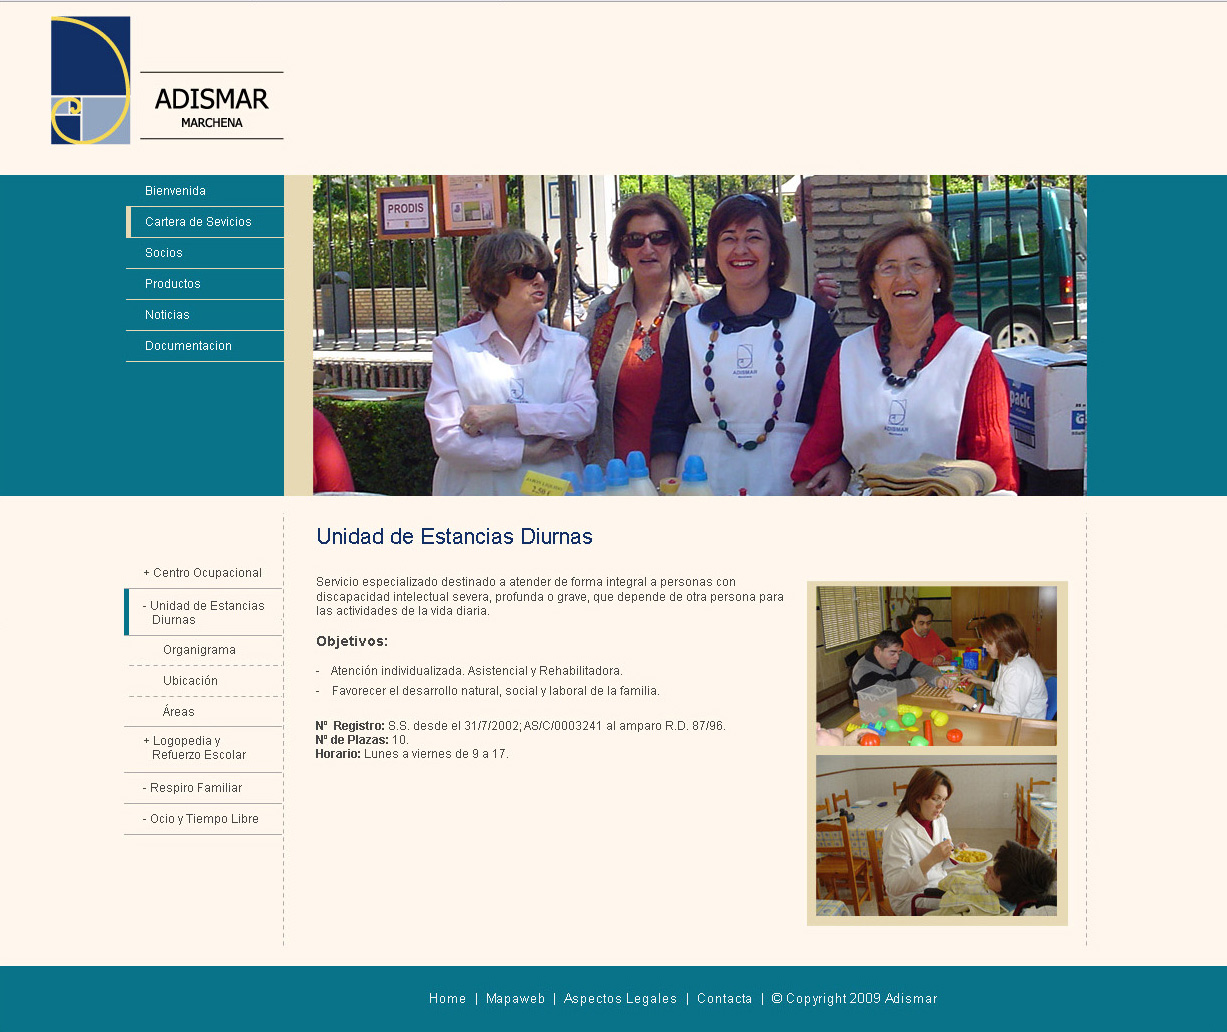 ADISMAR
MARCHENA
Bienvenida
Cartera de Sevicios
Socios
Productos
Noticias
Documentacion
PRODIS
ADISMAR
ADISMAR
pack
2,50 €
Unidad de Estancias Diurnas
+ Centro Ocupacional
- Unidad de Estancias
Diurnas
Organigrama
Ubicación
Áreas
+ Logopedia y
Refuerzo Escolar
- Respiro Familiar
- Ocio y Tiempo Libre
Servicio especializado destinado a atender de forma integral a personas con
discapacidad intelectual severa, profunda o grave, que depende de otra persona para
las actividades de la vida diaria.
Objetivos:
- Atención individualizada. Asistencial y Rehabilitadora.
- Favorecer el desarrollo natural, social y laboral de la familia.
Nº Registro: S.S. desde el 31/7/2002; AS/C/0003241 al amparo R.D. 87/96.
Nº de Plazas: 10.
Horario: Lunes a viernes de 9 a 17.
Home | Mapaweb | Aspectos Legales | Contacta | © Copyright 2009 Adismar